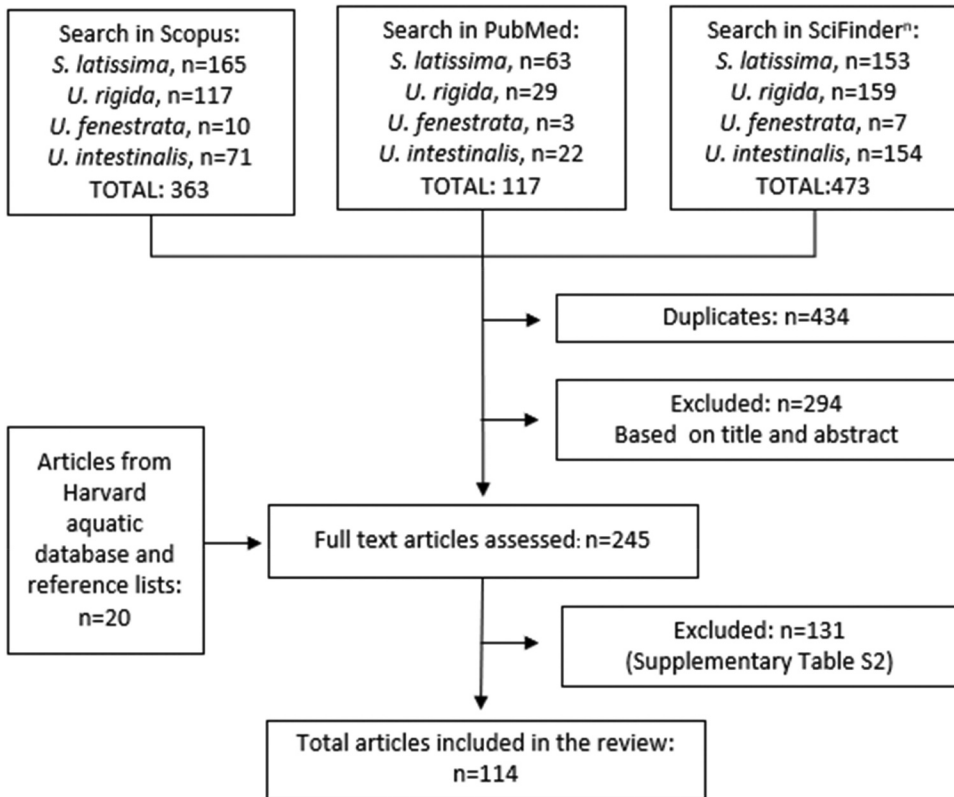 Search in Scopus:
S. latissima, n=165
U. rigida, n=117
U. fenestrata, n=10
U. intestinalis, n=71
TOTAL: 363
Search in PubMed:
S. latissima, n=63
U. rigida, n=29
U. fenestrata, n=3
U. intestinalis, n=22
TOTAL: 117
Search in SciFinderⁿ:
S. latissima, n=153
U. rigida, n=159
U. fenestrata, n=7
U. intestinalis, n=154
TOTAL:473
Duplicates: n=434
Excluded: n=294
Based on title and abstract
Articles from
Harvard
aquatic
database and
reference lists:
n=20
Full text articles assessed: n=245
Excluded: n=131
(Supplementary Table S2)
Total articles included in the review:
n=114